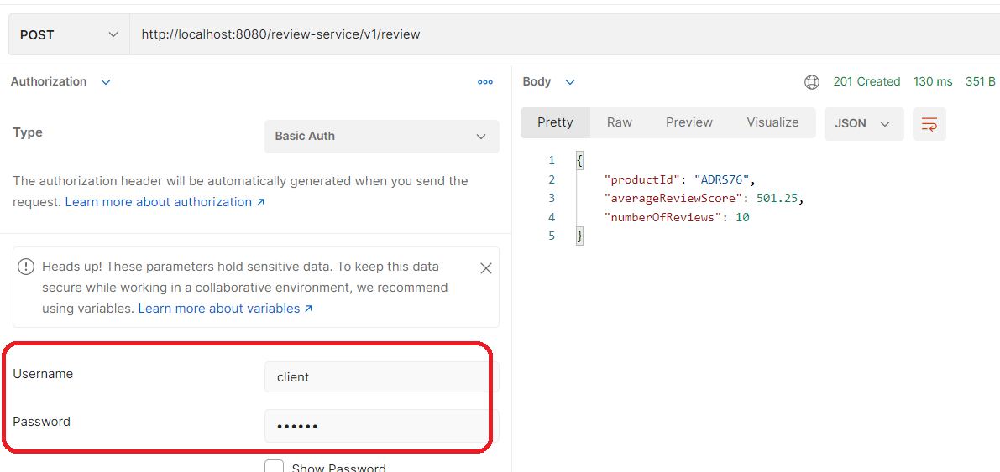 POST
http://localhost:8080/review-service/v1/review
Authorization
Body
201 Created 130 ms 351 B
Pretty Raw Preview Visualize JSON
Type
Basic Auth
The authorization header will be automatically generated when you send the
request. Learn more about authorization ↗
Heads up! These parameters hold sensitive data. To keep this data
secure while working in a collaborative environment, we recommend
using variables. Learn more about variables ↗
Username
client
Password
••••••
Show Password
1 {
2 "productId": "ADRS76",
3 "averageReviewScore": 501.25,
4 "numberOfReviews": 10
5 }